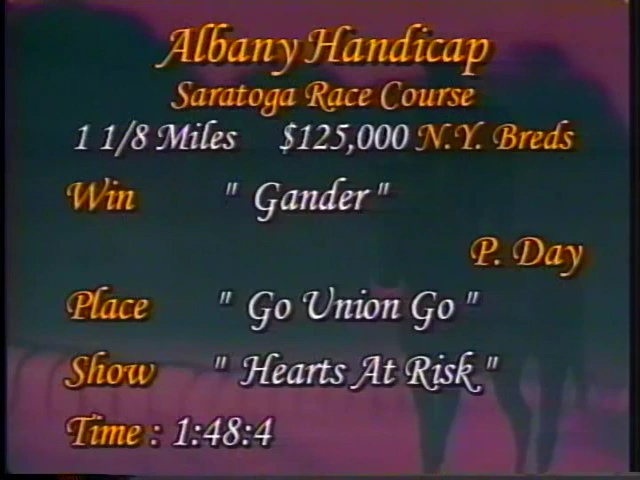 Albany Handicap
Saratoga Race Course
1 1/8 Miles $125,000 N.Y. Breds
Win " Gander "
P. Day
Place " Go Union Go "
Show " Hearts At Risk "
Time : 1:48:4